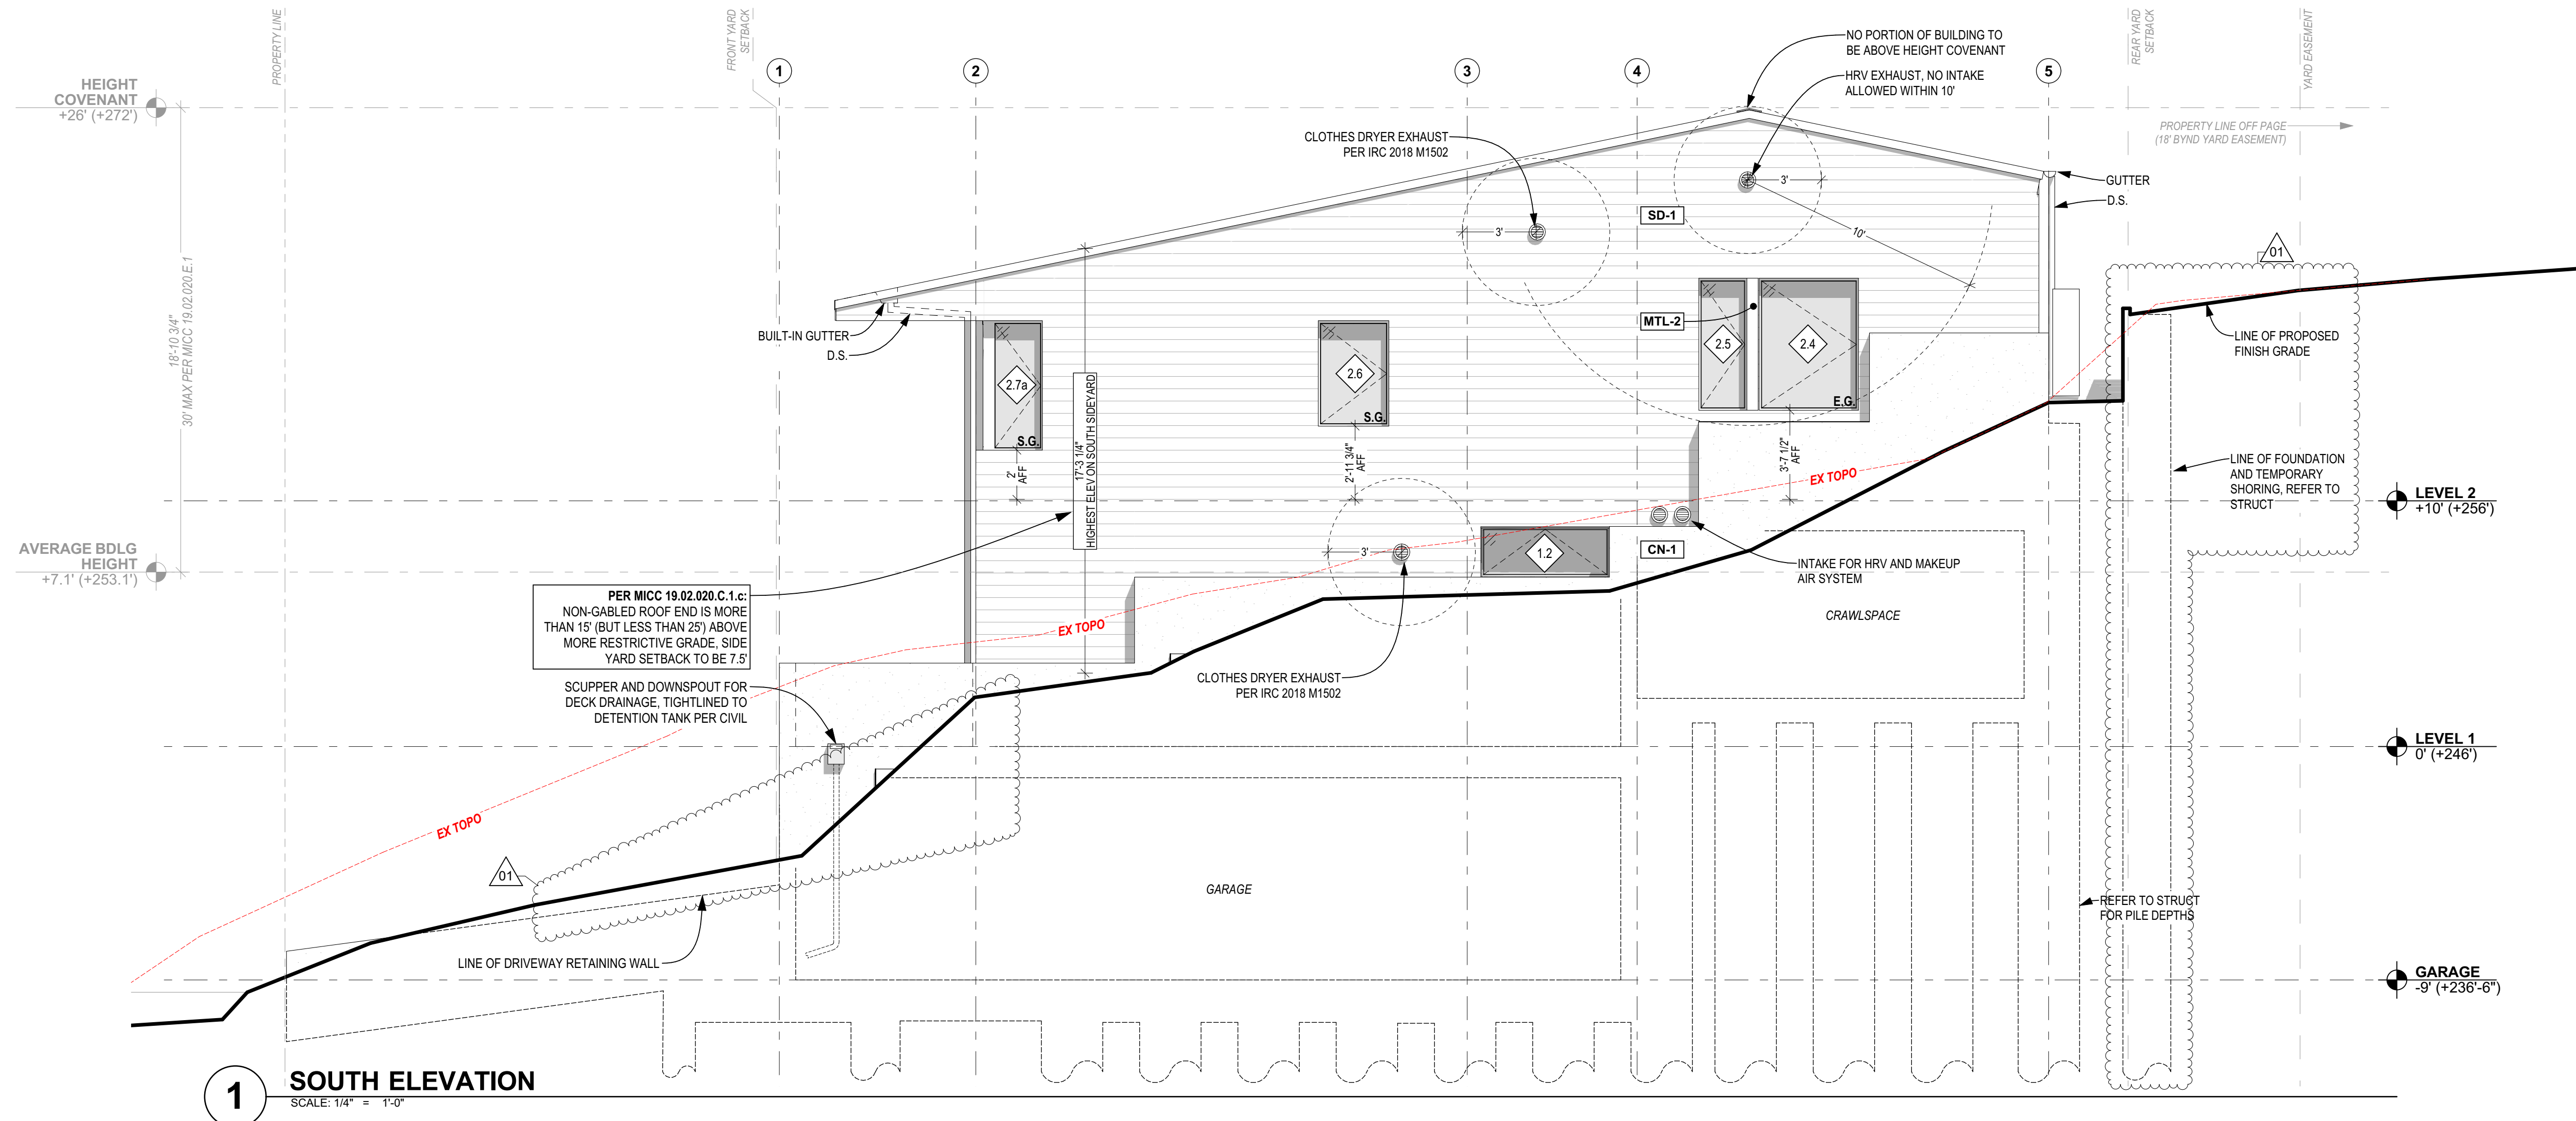 PROPERTY LINE
FRONT YARD
SETBACK
REAR YARD
SETBACK
YARD EASEMENT
1
2
3
4
5
NO PORTION OF BUILDING TO
BE ABOVE HEIGHT COVENANT
HRV EXHAUST, NO INTAKE
ALLOWED WITHIN 10'
HEIGHT
COVENANT
+26' (+272')
CLOTHES DRYER EXHAUST
PER IRC 2018 M1502
PROPERTY LINE OFF PAGE
(18' BYND YARD EASEMENT)
3'
GUTTER
D.S.
SD-1
3'
10'
01
18'-10 3/4"
30' MAX PER MICC 19.02.020.E.1
BUILT-IN GUTTER
D.S.
MTL-2
2.5
2.4
E.G.
LINE OF PROPOSED
FINISH GRADE
2.7a
S.G.
2.6
S.G.
17'-3 1/4"
HIGHEST ELEV ON SOUTH SIDEYARD
2'
AFF
2'-11 3/4"
AFF
3'-7 1/2"
AFF
EX TOPO
LINE OF FOUNDATION
AND TEMPORARY
SHORING, REFER TO
STRUCT
LEVEL 2
+10' (+256')
AVERAGE BDLG
HEIGHT
+7.1' (+253.1')
3'
1.2
CN-1
INTAKE FOR HRV AND MAKEUP
AIR SYSTEM
PER MICC 19.02.020.C.1.c:
NON-GABLED ROOF END IS MORE
THAN 15' (BUT LESS THAN 25') ABOVE
MORE RESTRICTIVE GRADE, SIDE
YARD SETBACK TO BE 7.5'
EX TOPO
CRAWLSPACE
CLOTHES DRYER EXHAUST
PER IRC 2018 M1502
SCUPPER AND DOWNSPOUT FOR
DECK DRAINAGE, TIGHTLINED TO
DETENTION TANK PER CIVIL
LEVEL 1
0' (+246')
EX TOPO
01
GARAGE
REFER TO STRUCT
FOR PILE DEPTHS
LINE OF DRIVEWAY RETAINING WALL
GARAGE
-9' (+236'-6")
1
SOUTH ELEVATION
SCALE: 1/4" = 1'-0"